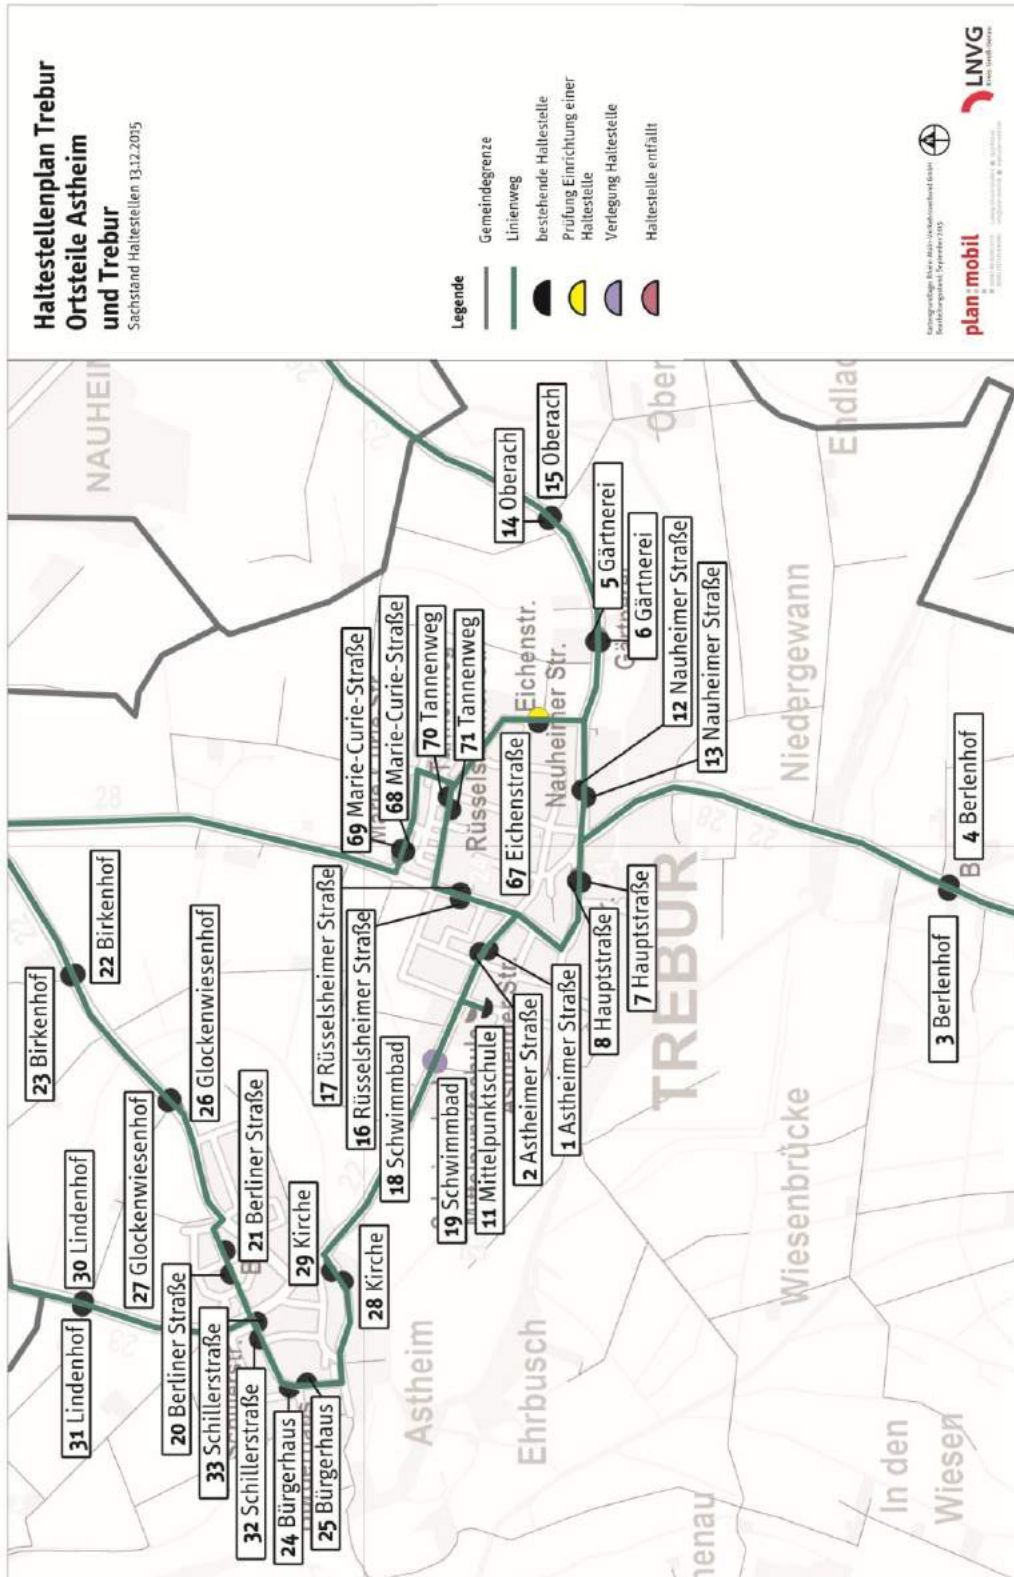 Haltestellenplan Trebur
Ortsteile Astheim
und Trebur
Sachstand Haltestellen 13.12.2015
Legende
Gemeindegrenze
Linienweg
bestehende Haltestelle
Prüfung Einrichtung einer
Haltestelle
Verlegung Haltestelle
Haltestelle entfällt
plan:mobil
LNVG
31 Lindenhof
30 Lindenhof
23 Birkenhof
22 Birkenhof
27 Glockenwiesenhof
26 Glockenwiesenhof
20 Berliner Straße
21 Berliner Straße
33 Schillerstraße
32 Schillerstraße
24 Bürgerhaus
25 Bürgerhaus
29 Kirche
28 Kirche
17 Rüsselsheimer Straße
16 Rüsselsheimer Straße
18 Schwimmbad
19 Schwimmbad
11 Mittelpunktschule
2 Astheimer Straße
1 Astheimer Straße
69 Marie-Curie-Straße
68 Marie-Curie-Straße
70 Tannenweg
71 Tannenweg
67 Eichenstraße
Eichenstr.
Nauheimer Str.
14 Oberach
15 Oberach
5 Gärtnerei
6 Gärtnerei
12 Nauheimer Straße
13 Nauheimer Straße
8 Hauptstraße
7 Hauptstraße
4 Berlenhof
3 Berlenhof
TREBUR
Astheim
Ehrbusch
Wiesenbrücke
Niedergewann
In den
Wiesen
28
28
22
22
23
23